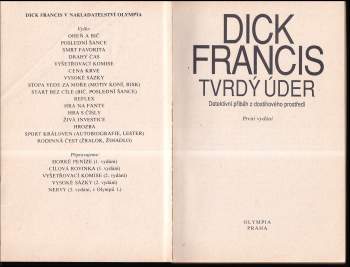 DICK FRANCIS V NAKLADATELSTVÍ OLYMPIA
Vyšlo:
OHEŇ A BIČ
POSLEDNÍ ŠANCE
SMRT FAVORITA
DRAHÝ ČAS
VYŠETŘOVACÍ KOMISE
CENA KRVE
VYSOKÉ SÁZKY
STOPA VEDE ZA MOŘE (MOTIV KONĚ, RISK)
START BEZ CÍLE (BIČ, POSLEDNÍ ŠANCE)
REFLEX
HRA NA FANTY
HRA S ČÍSLY
ŽIVÁ INVESTICE
HROZBA
SPORT KRÁLOVEN (AUTOBIOGRAFIE, LESTER)
RODINNÁ ČEST (ŽRALOK, ŽIHADLO)
Připravujeme:
HORKÉ PENÍZE (1. vydání)
CÍLOVÁ ROVINKA (1. vydání)
VYŠETŘOVACÍ KOMISE (2. vydání)
VYSOKÉ SÁZKY (2. vydání)
NERVY (3. vydání, v Olympii 1.)
DICK
FRANCIS
TVRDÝ ÚDER
Detektivní příběh z dostihového prostředí
První vydání
OLYMPIA
PRAHA